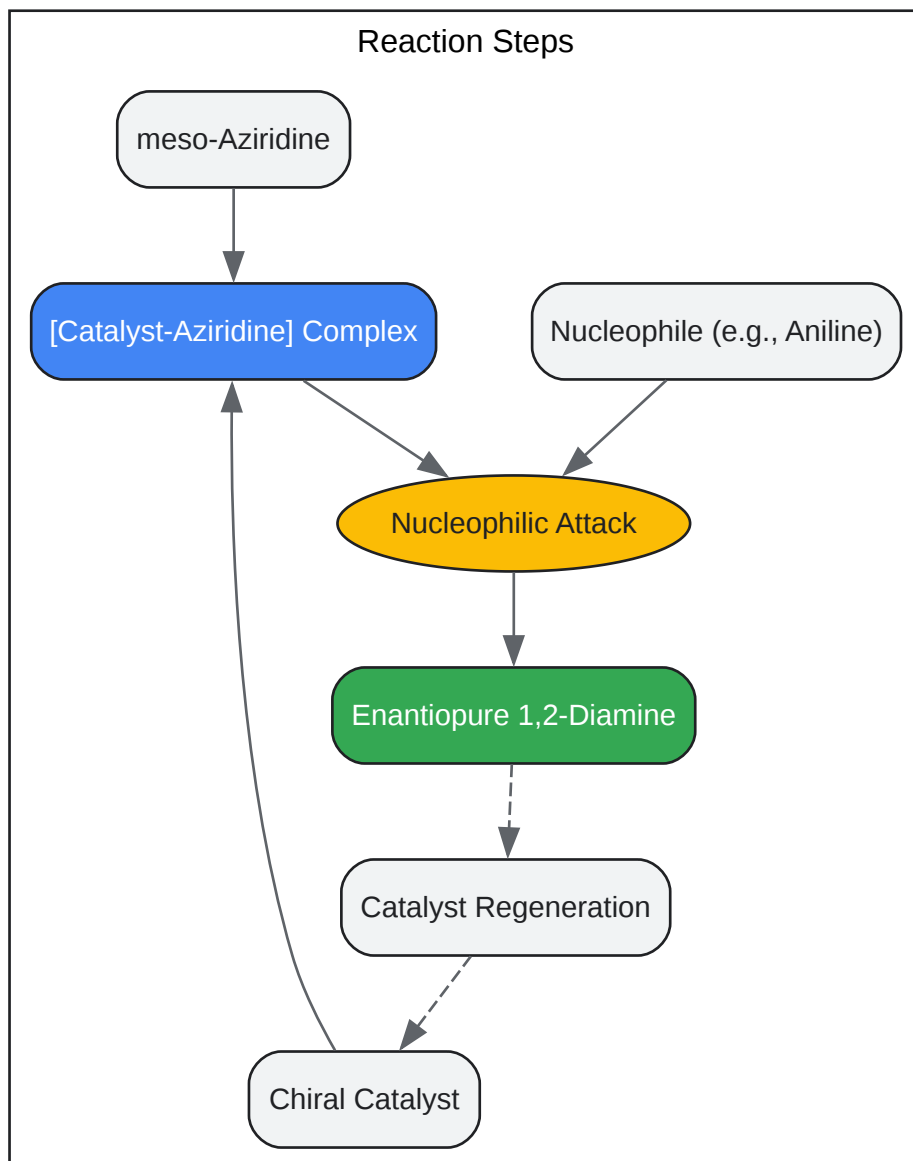 Reaction Steps
meso-Aziridine
[Catalyst-Aziridine] Complex
Nucleophile (e.g., Aniline)
Nucleophilic Attack
Enantiopure 1,2-Diamine
Catalyst Regeneration
Chiral Catalyst